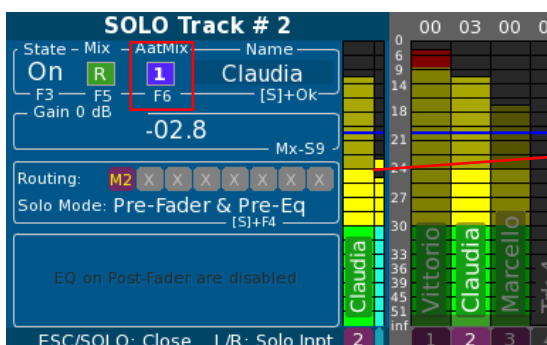 SOLO Track # 2
State - Mix - AatMix - Name
On R 1 Claudia
F3 F5 F6 [S]+Ok
Gain 0 dB
-02.8
Mx-S9
Routing: M2 X X X X X X X
Solo Mode: Pre-Fader & Pre-Eq
[S]+F4
EQ on Post-Fader are disabled
ESC/SOLO: Close L/R: Solo Inpt
Claudia
2
00 03 00 0
0
6
9
14
18
21
24
27
30
33
36
39
45
51
inf
Vittorio
Claudia
Marcello
1 2 3